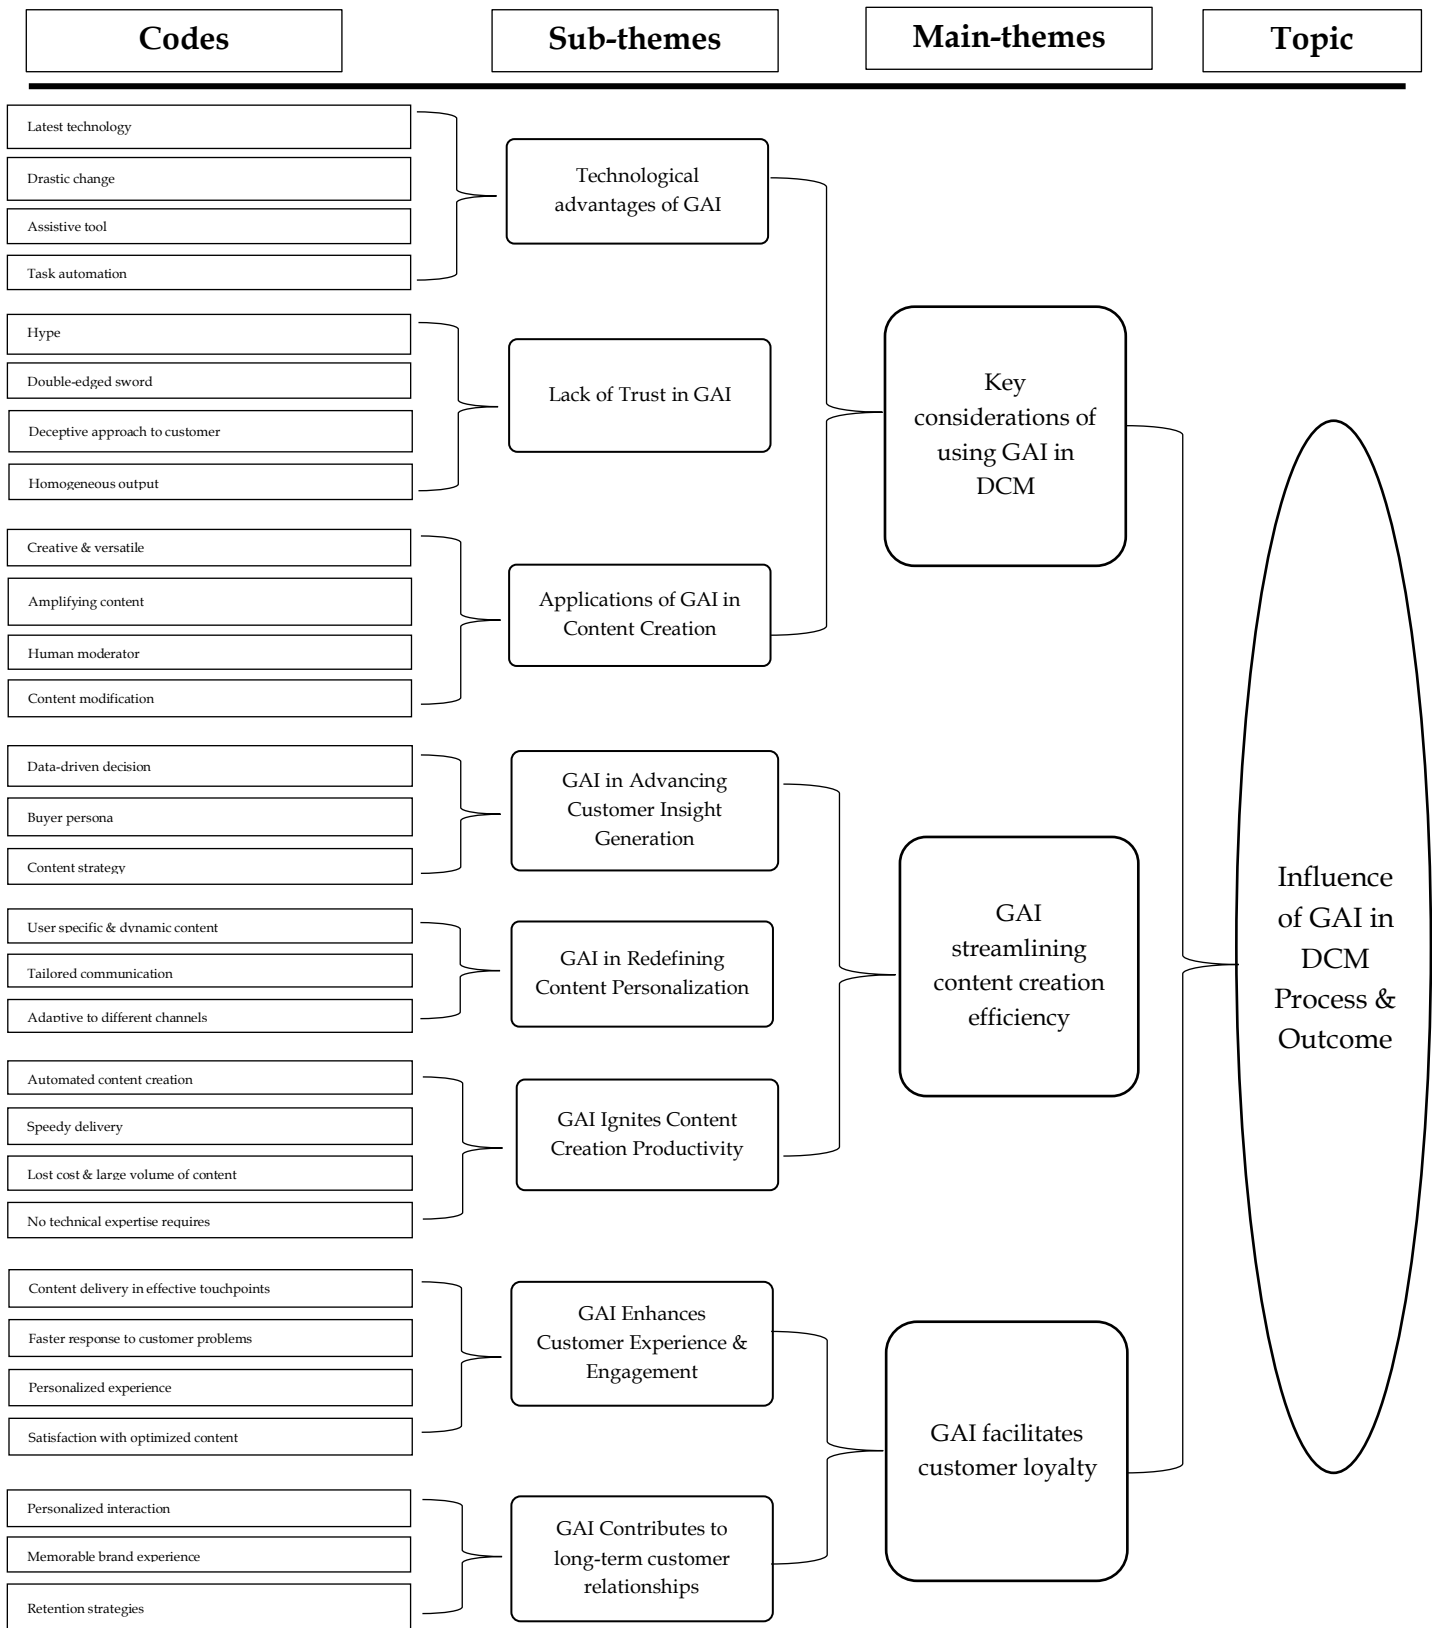 Codes
Sub-themes
Main-themes
Topic
Latest technology
Drastic change
Assistive tool
Task automation
Technological
advantages of GAI
Hype
Double-edged sword
Deceptive approach to customer
Homogeneous output
Lack of Trust in GAI
Creative & versatile
Amplifying content
Human moderator
Content modification
Applications of GAI in
Content Creation
Key
considerations of
using GAI in
DCM
Data-driven decision
Buyer persona
Content strategy
GAI in Advancing
Customer Insight
Generation
User specific & dynamic content
Tailored communication
Adaptive to different channels
GAI in Redefining
Content Personalization
Automated content creation
Speedy delivery
Lost cost & large volume of content
No technical expertise requires
GAI Ignites Content
Creation Productivity
GAI
streamlining
content creation
efficiency
Content delivery in effective touchpoints
Faster response to customer problems
Personalized experience
Satisfaction with optimized content
GAI Enhances
Customer Experience &
Engagement
Personalized interaction
Memorable brand experience
Retention strategies
GAI Contributes to
long-term customer
relationships
GAI facilitates
customer loyalty
Influence
of GAI in
DCM
Process &
Outcome